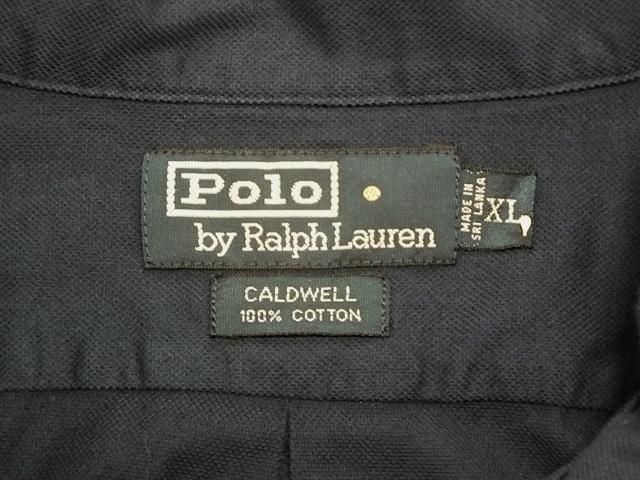 Polo
by Ralph Lauren
MADE IN
SRI LANKA
XL
CALDWELL
100% COTTON